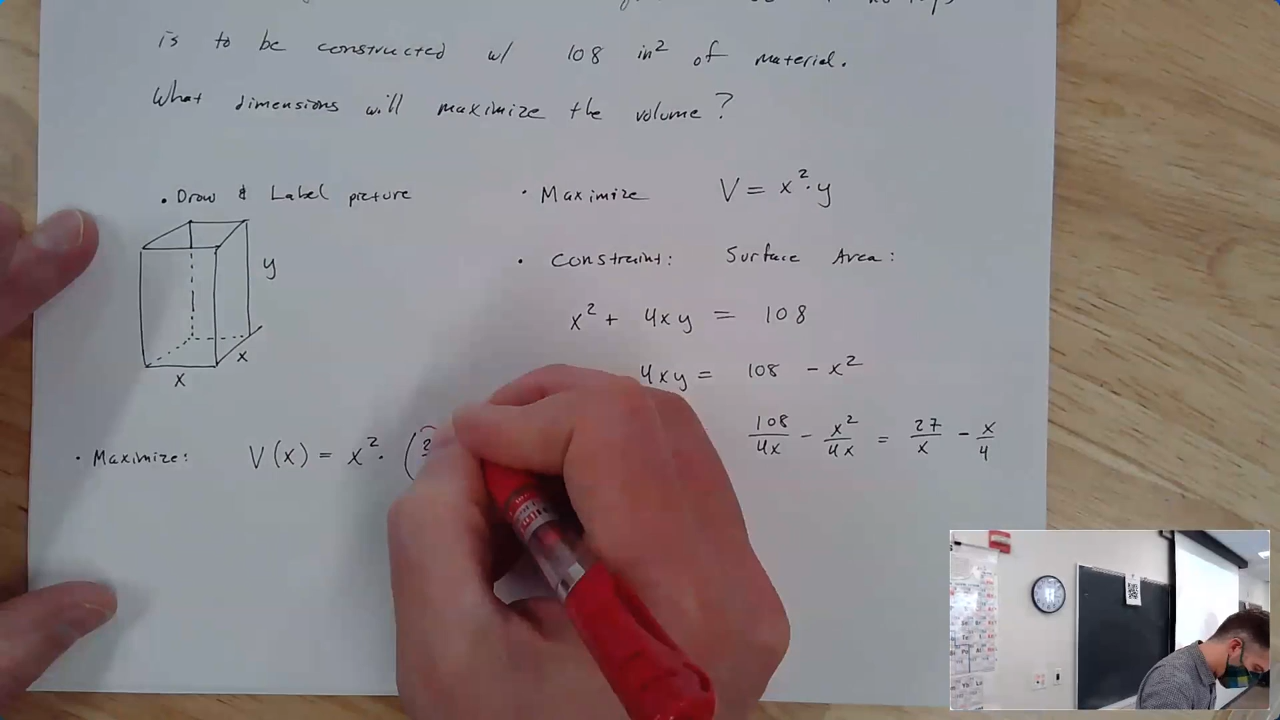 is to be constructed w/ 108 in² of material.
What dimensions will maximize the volume?
• Draw & Label picture
y
x
x
• Maximize V = x²·y
• Constraint: Surface Area:
x² + 4xy = 108
4xy = 108 - x²
108/4x - x²/4x = 27/x - x/4
• Maximize: V(x) = x²· (2